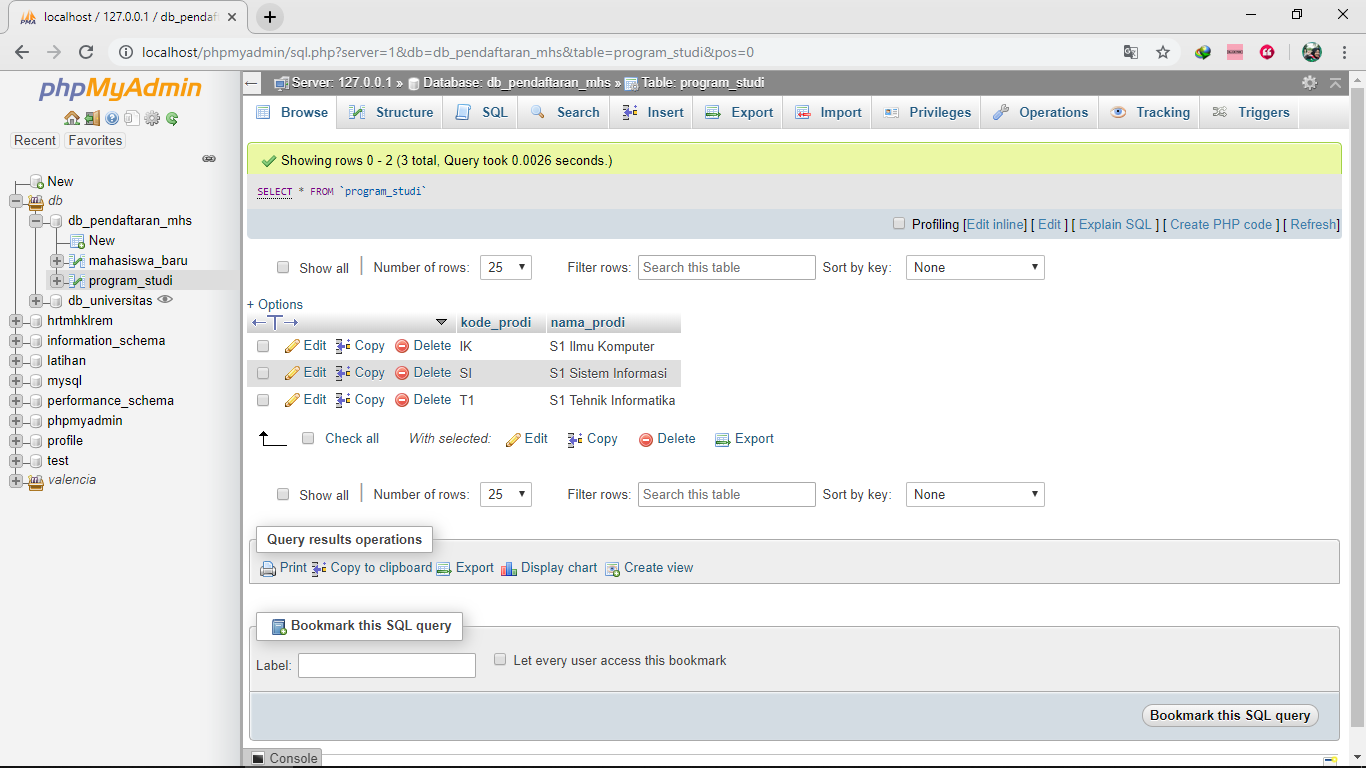 localhost / 127.0.0.1 / db_pendaft
localhost/phpmyadmin/sql.php?server=1&db=db_pendaftaran_mhs&table=program_studi&pos=0
phpMyAdmin
Recent Favorites
New
db
db_pendaftaran_mhs
New
mahasiswa_baru
program_studi
db_universitas
hrtmhklrem
information_schema
latihan
mysql
performance_schema
phpmyadmin
profile
test
valencia
Server: 127.0.0.1 » Database: db_pendaftaran_mhs » Table: program_studi
Browse Structure SQL Search Insert Export Import Privileges Operations Tracking Triggers
Showing rows 0 - 2 (3 total, Query took 0.0026 seconds.)
SELECT * FROM `program_studi`
Profiling [Edit inline] [ Edit ] [ Explain SQL ] [ Create PHP code ] [ Refresh]
Show all Number of rows: 25 Filter rows: Search this table Sort by key: None
+ Options
kode_prodi nama_prodi
Edit Copy Delete IK S1 Ilmu Komputer
Edit Copy Delete SI S1 Sistem Informasi
Edit Copy Delete T1 S1 Tehnik Informatika
Check all With selected: Edit Copy Delete Export
Show all Number of rows: 25 Filter rows: Search this table Sort by key: None
Query results operations
Print Copy to clipboard Export Display chart Create view
Bookmark this SQL query
Label: Let every user access this bookmark
Bookmark this SQL query
Console